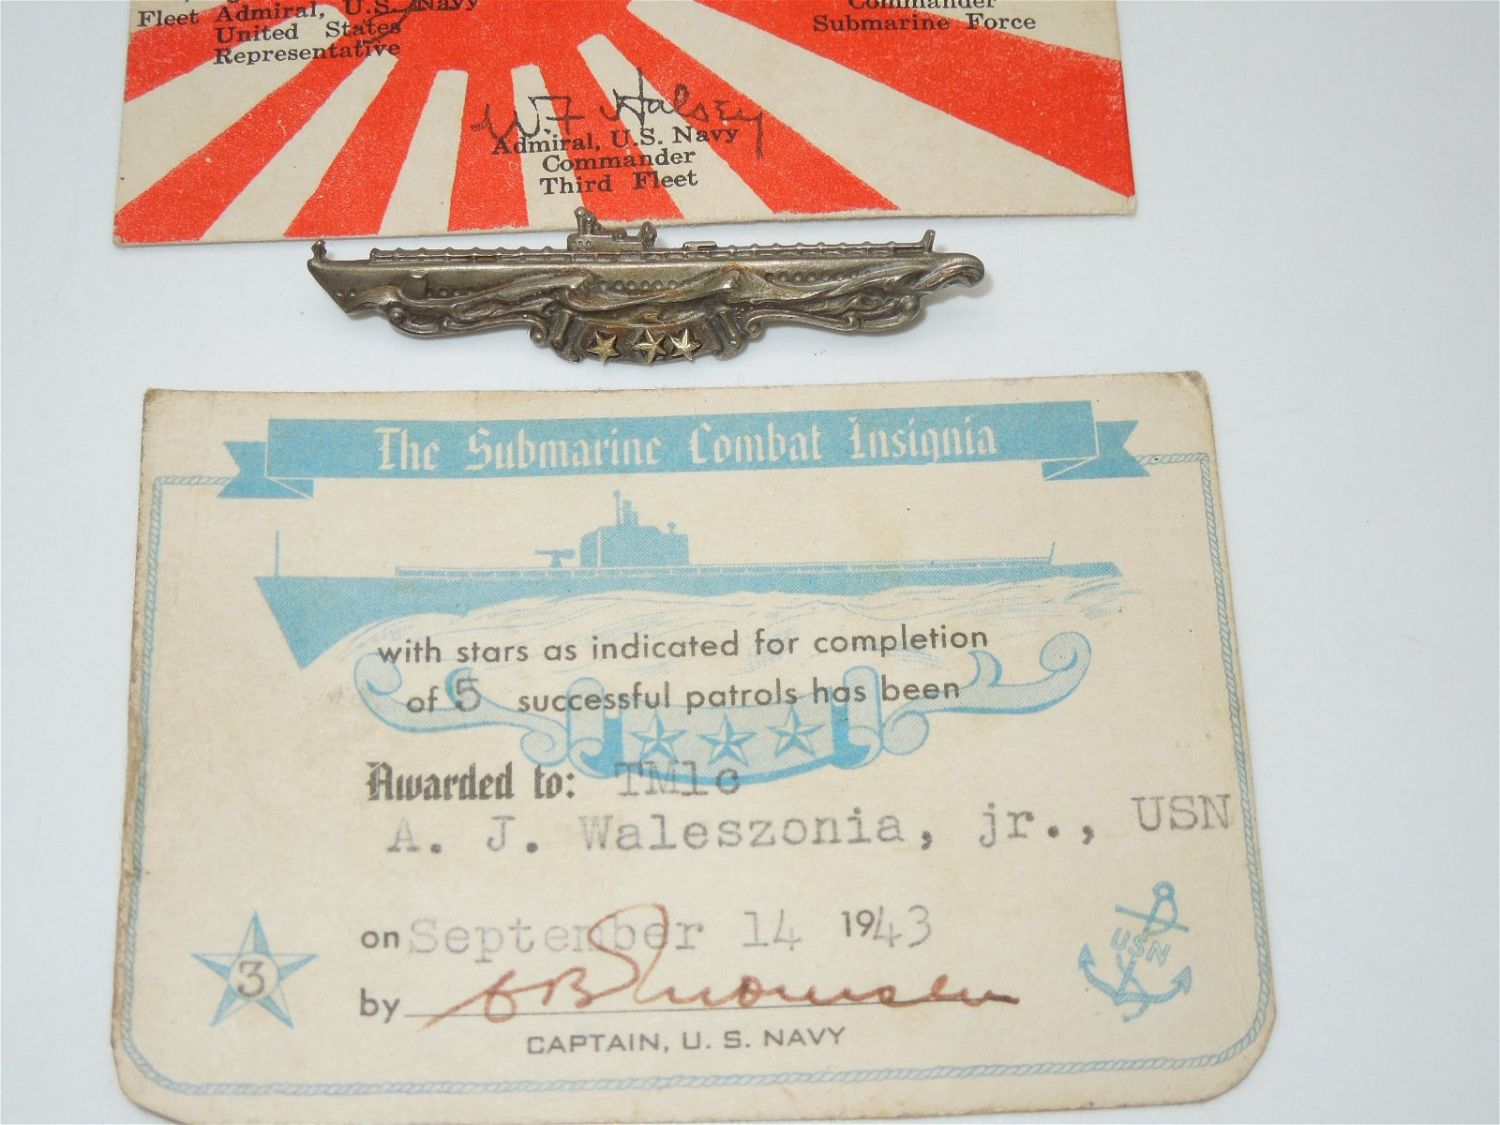 Fleet Admiral, U.S. Navy
United States
Representative
Commander
Submarine Force
W F Halsey
Admiral, U.S. Navy
Commander
Third Fleet
The Submarine Combat Insignia
with stars as indicated for completion
of 5 successful patrols has been
Awarded to: TM1c
A. J. Waleszonia, jr., USN
on September 14 1943
by
CAPTAIN, U. S. NAVY
3
USN